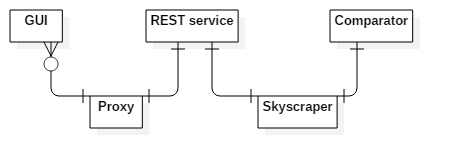 GUI
REST service
Comparator
Proxy
Skyscraper